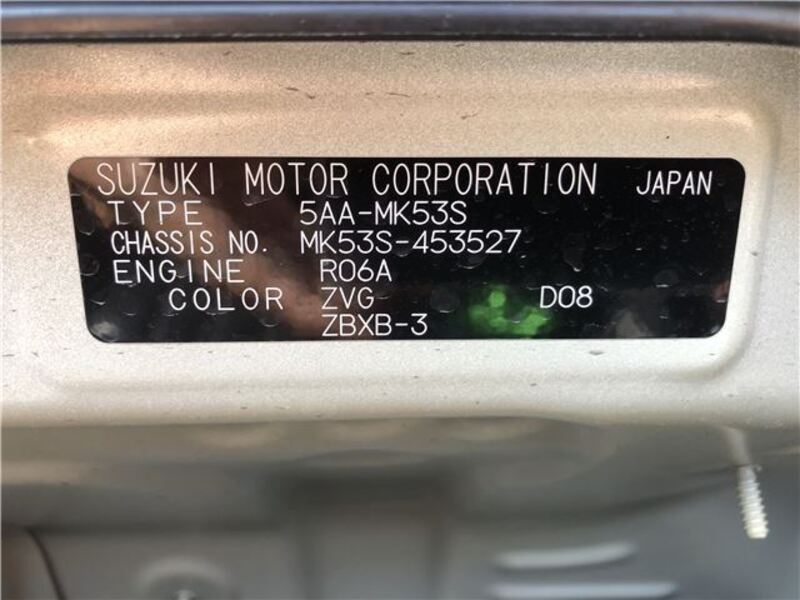 SUZUKI MOTOR CORPORATION JAPAN
TYPE 5AA-MK53S
CHASSIS NO. MK53S-453527
ENGINE R06A
COLOR ZVG D08
ZBXB-3